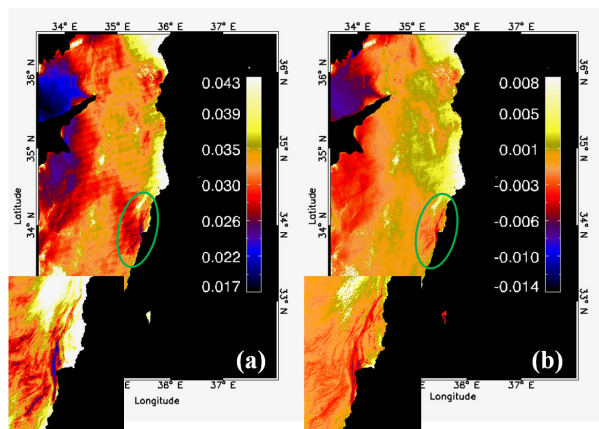 34° E 35° E 36° E 37° E
36° N
35° N
34° N
Latitude
0.043
0.039
0.035
0.030
0.026
0.022
0.017
36° N
35° N
34° N
33° N
(a)
35° E 36° E 37° E
Longitude
34° E 35° E 36° E 37° E
36° N
35° N
34° N
Latitude
0.008
0.005
0.001
-0.003
-0.006
-0.010
-0.014
36° N
35° N
34° N
33° N
(b)
35° E 36° E 37° E
Longitude